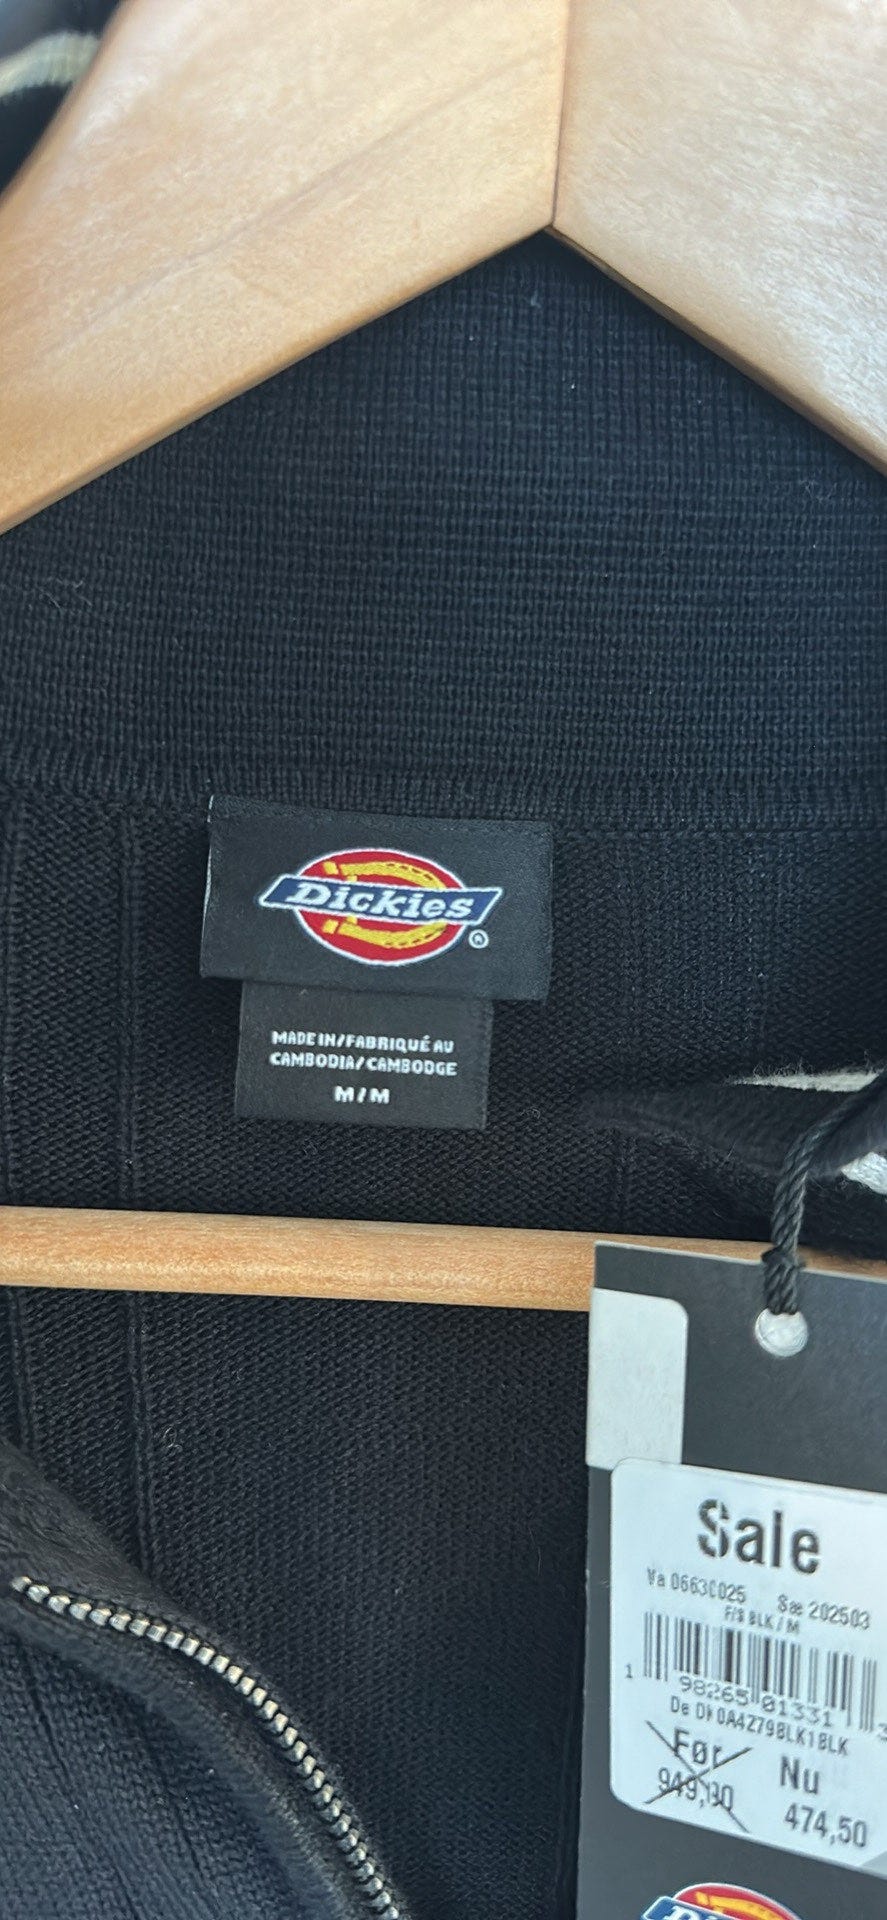 Dickies®
MADE IN/FABRIQUÉ AU
CAMBODIA/CAMBODGE
M/M
Sale
Va 06630025 Sæ 202503
F/S BLK / M
1 98265 01331
De DK0A4Z79BLK1BLK
Før Nu
949,00 474,50